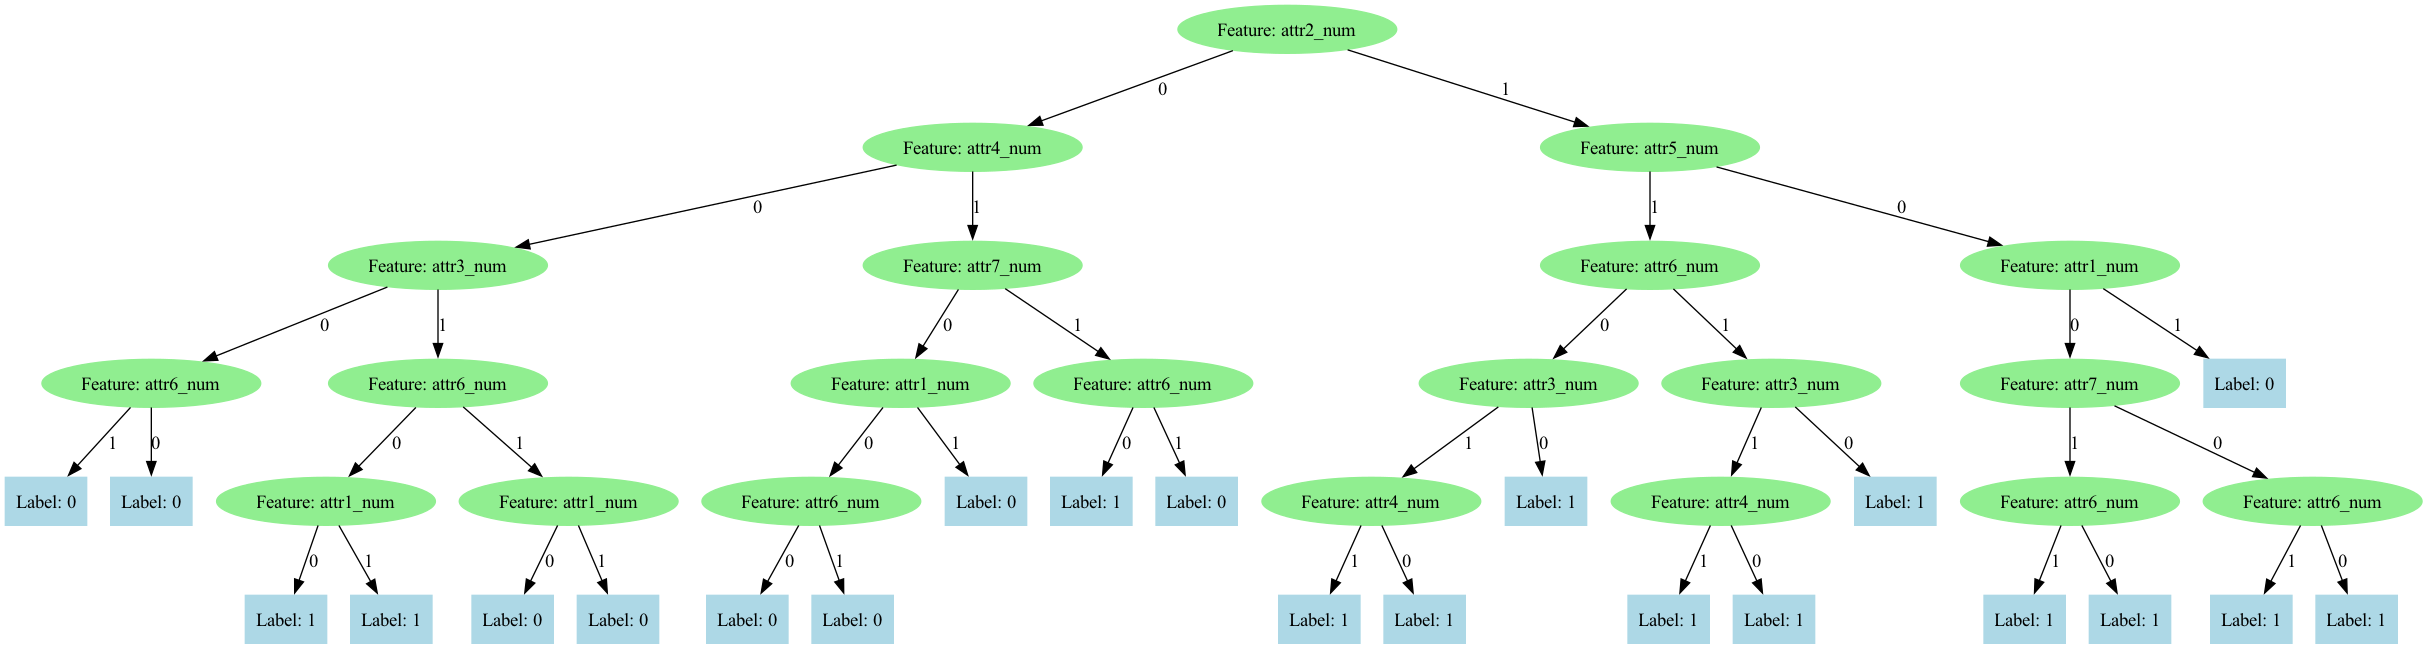 Feature: attr2_num
0
1
Feature: attr4_num
Feature: attr5_num
0
1
1
0
Feature: attr3_num
Feature: attr7_num
Feature: attr6_num
Feature: attr1_num
0
1
0
1
0
1
0
1
Feature: attr6_num
Feature: attr6_num
Feature: attr1_num
Feature: attr6_num
Feature: attr3_num
Feature: attr3_num
Feature: attr7_num
Label: 0
1
0
0
1
0
1
0
1
1
0
1
0
1
0
Label: 0
Label: 0
Feature: attr1_num
Feature: attr1_num
Feature: attr6_num
Label: 0
Label: 1
Label: 0
Feature: attr4_num
Label: 1
Feature: attr4_num
Label: 1
Feature: attr6_num
Feature: attr6_num
0
1
0
1
0
1
1
0
1
0
1
0
1
0
Label: 1
Label: 1
Label: 0
Label: 0
Label: 0
Label: 0
Label: 1
Label: 1
Label: 1
Label: 1
Label: 1
Label: 1
Label: 1
Label: 1